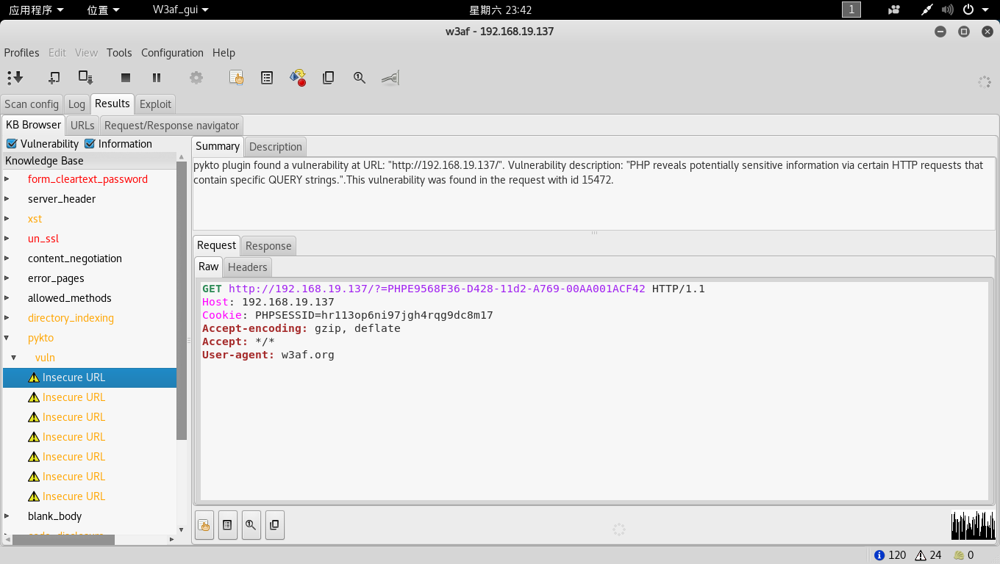 应用程序 位置 W3af_gui 星期六 23:42 1
w3af - 192.168.19.137
Profiles Edit View Tools Configuration Help
Scan config Log Results Exploit
KB Browser URLs Request/Response navigator
Vulnerability Information
Knowledge Base
form_cleartext_password
server_header
xst
un_ssl
content_negotiation
error_pages
allowed_methods
directory_indexing
pykto
vuln
Insecure URL
Insecure URL
Insecure URL
Insecure URL
Insecure URL
Insecure URL
Insecure URL
blank_body
code_disclosure
Summary Description
pykto plugin found a vulnerability at URL: "http://192.168.19.137/". Vulnerability description: "PHP reveals potentially sensitive information via certain HTTP requests that
contain specific QUERY strings.".This vulnerability was found in the request with id 15472.
Request Response
Raw Headers
GET http://192.168.19.137/?=PHPE9568F36-D428-11d2-A769-00AA001ACF42 HTTP/1.1
Host: 192.168.19.137
Cookie: PHPSESSID=hr113op6ni97jgh4rqg9dc8m17
Accept-encoding: gzip, deflate
Accept: */*
User-agent: w3af.org
120 24 0